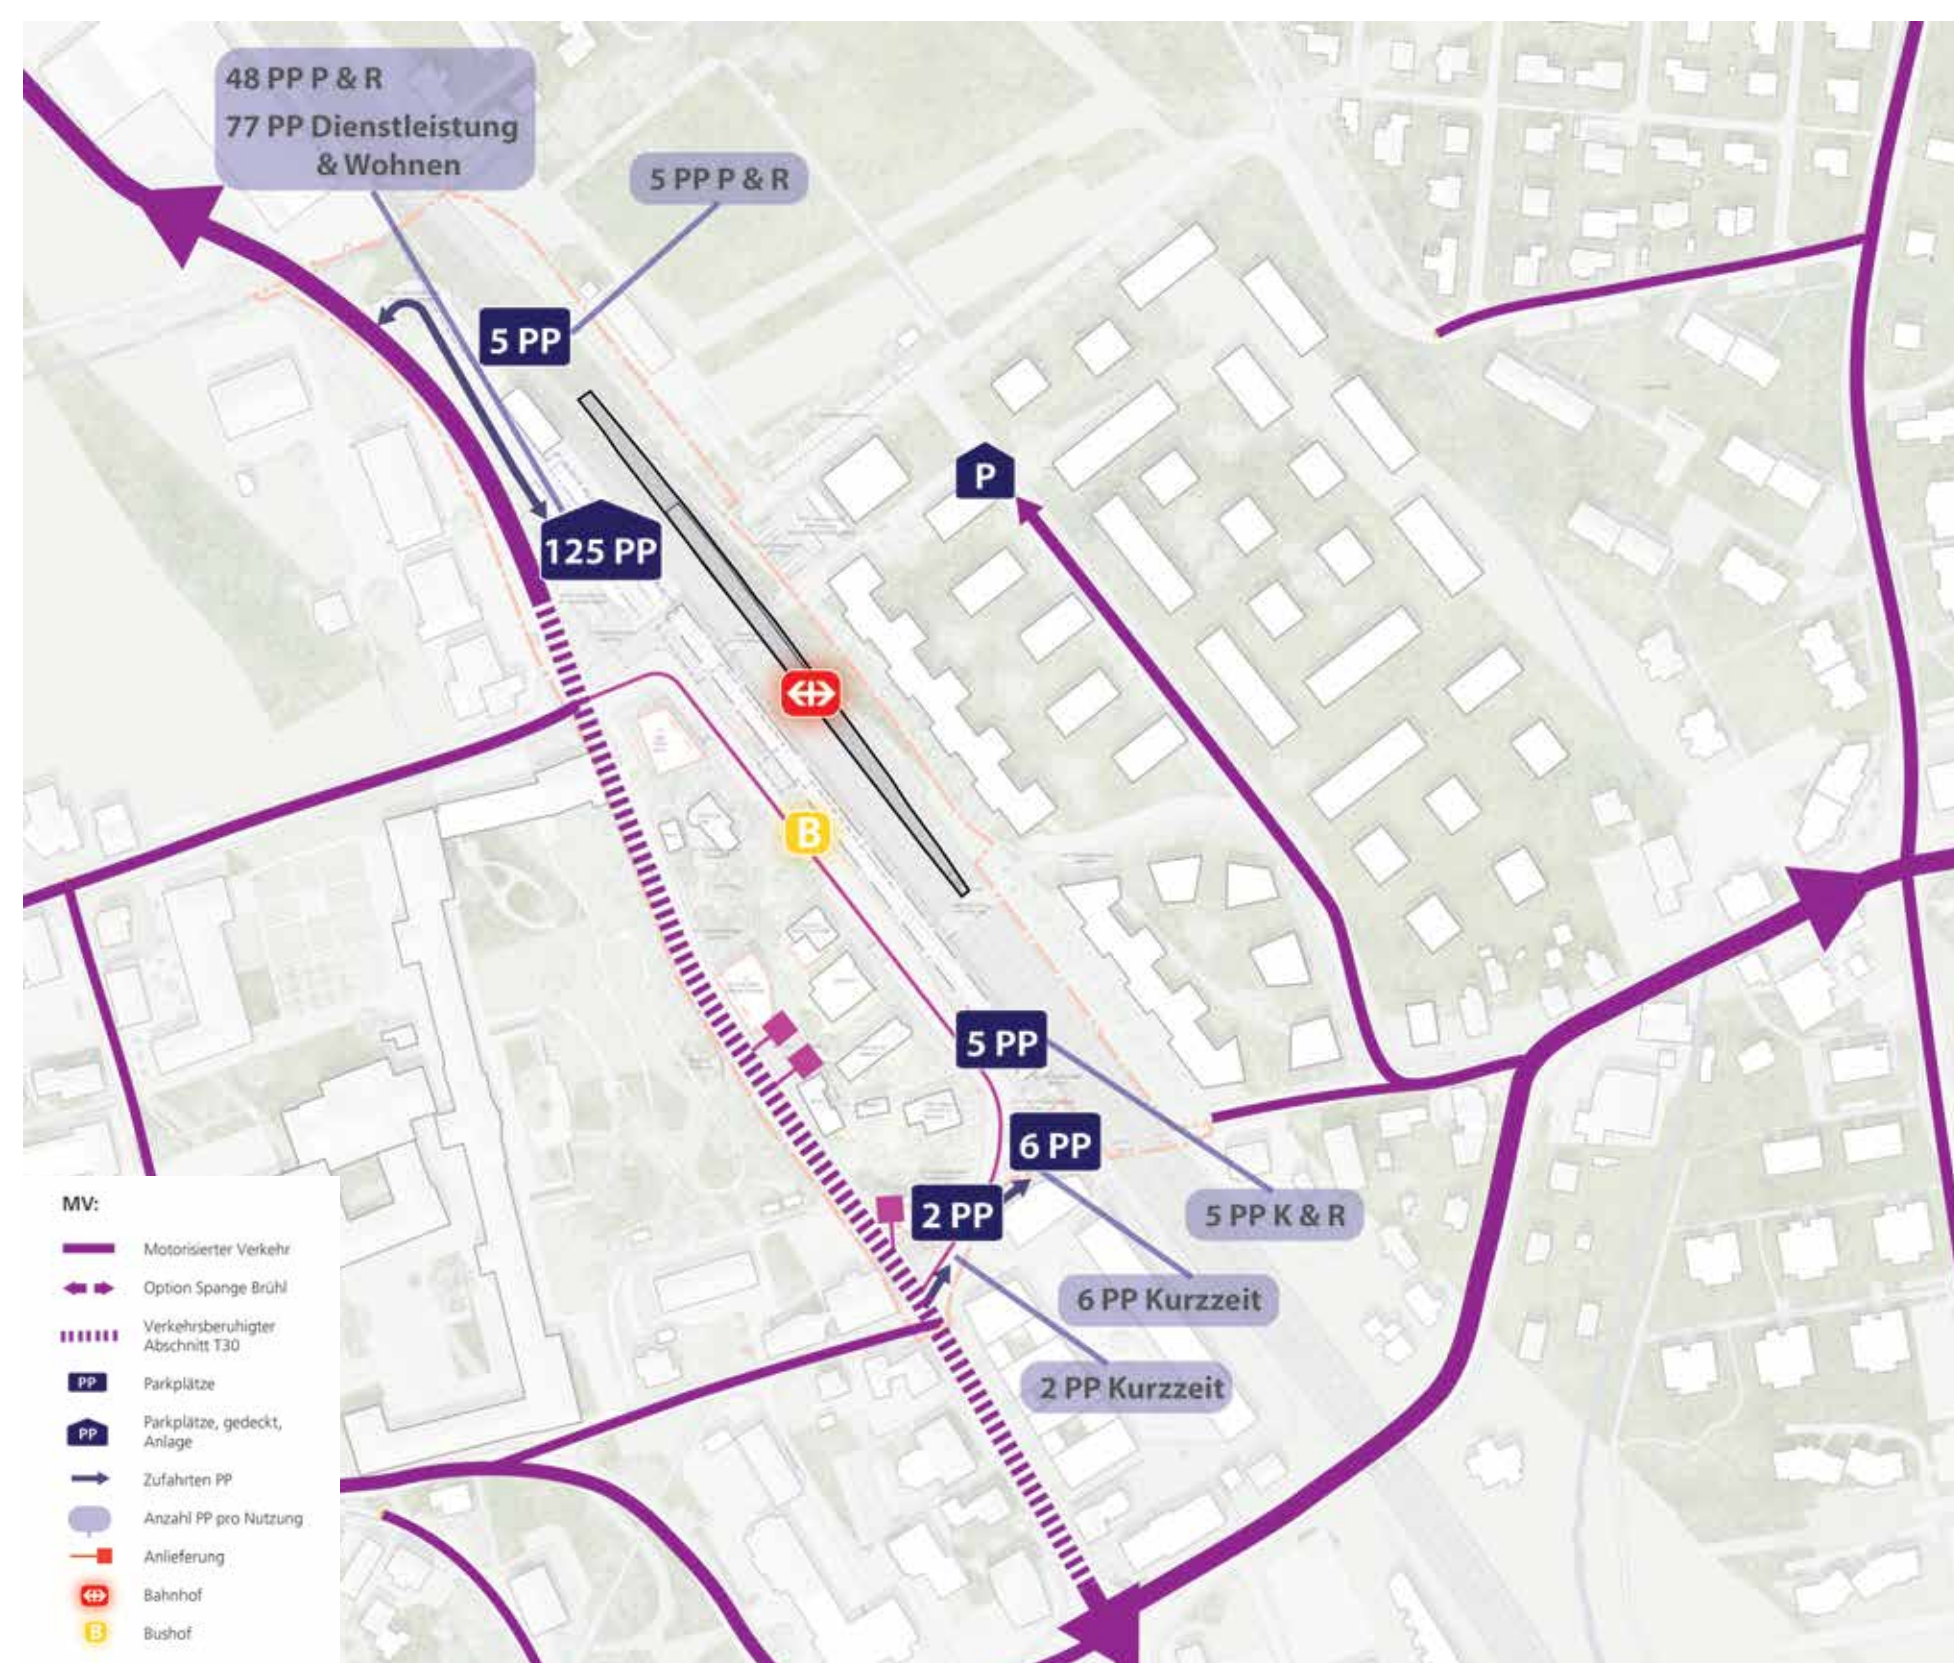 48 PP P & R
77 PP Dienstleistung
& Wohnen
5 PP P & R
5 PP
P
125 PP
B
5 PP
6 PP
2 PP
5 PP K & R
6 PP Kurzzeit
2 PP Kurzzeit
MV:
Motorisierter Verkehr
Option Spange Brühl
Verkehrsberuhigter
Abschnitt T30
PP
Parkplätze
PP
Parkplätze, gedeckt,
Anlage
Zufahrten PP
Anzahl PP pro Nutzung
Anlieferung
Bahnhof
B
Bushof